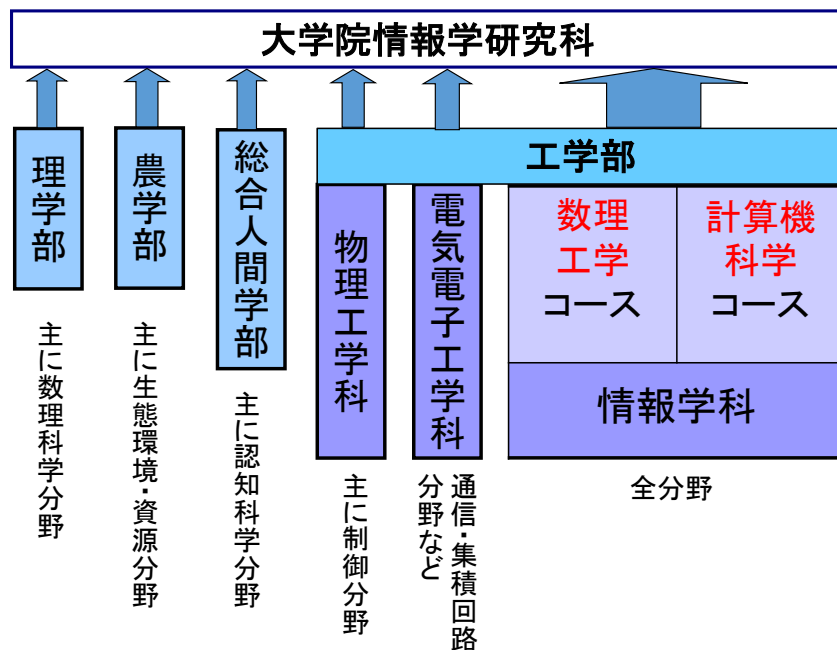 大学院情報学研究科
理学部
農学部
総合人間学部
工学部
物理工学科
電気電子工学科
数理
工学
コース
計算機
科学
コース
情報学科
主に数理科学分野
主に生態環境・資源分野
主に認知科学分野
主に制御分野
通信・集積回路
分野など
全分野